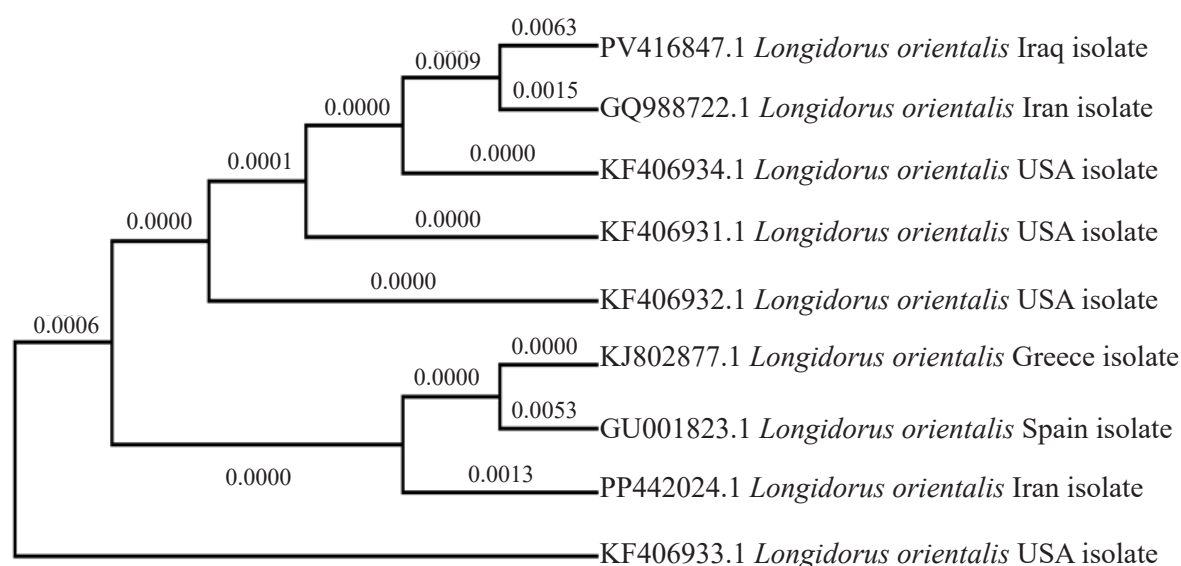 0.0063
PV416847.1 Longidorus orientalis Iraq isolate
0.0009
0.0015
GQ988722.1 Longidorus orientalis Iran isolate
0.0000
0.0000
KF406934.1 Longidorus orientalis USA isolate
0.0001
0.0000
KF406931.1 Longidorus orientalis USA isolate
0.0000
0.0000
KF406932.1 Longidorus orientalis USA isolate
0.0006
0.0000
KJ802877.1 Longidorus orientalis Greece isolate
0.0000
0.0053
GU001823.1 Longidorus orientalis Spain isolate
0.0000
0.0013
PP442024.1 Longidorus orientalis Iran isolate
KF406933.1 Longidorus orientalis USA isolate